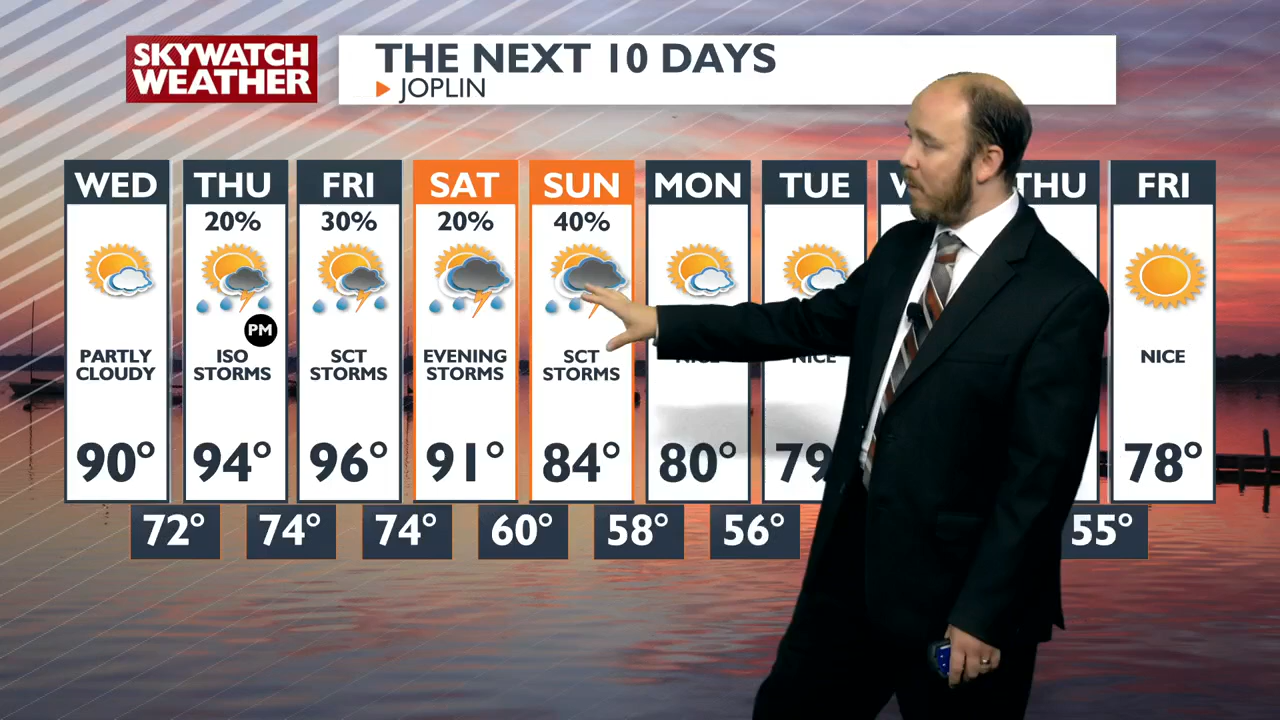 SKYWATCH
WEATHER
THE NEXT 10 DAYS
JOPLIN
WED
THU
FRI
SAT
SUN
MON
TUE
W
THU
FRI
20%
30%
20%
40%
PM
PARTLY
CLOUDY
ISO
STORMS
SCT
STORMS
EVENING
STORMS
SCT
STORMS
NICE
NICE
NICE
90°
94°
96°
91°
84°
80°
79
78°
72°
74°
74°
60°
58°
56°
55°